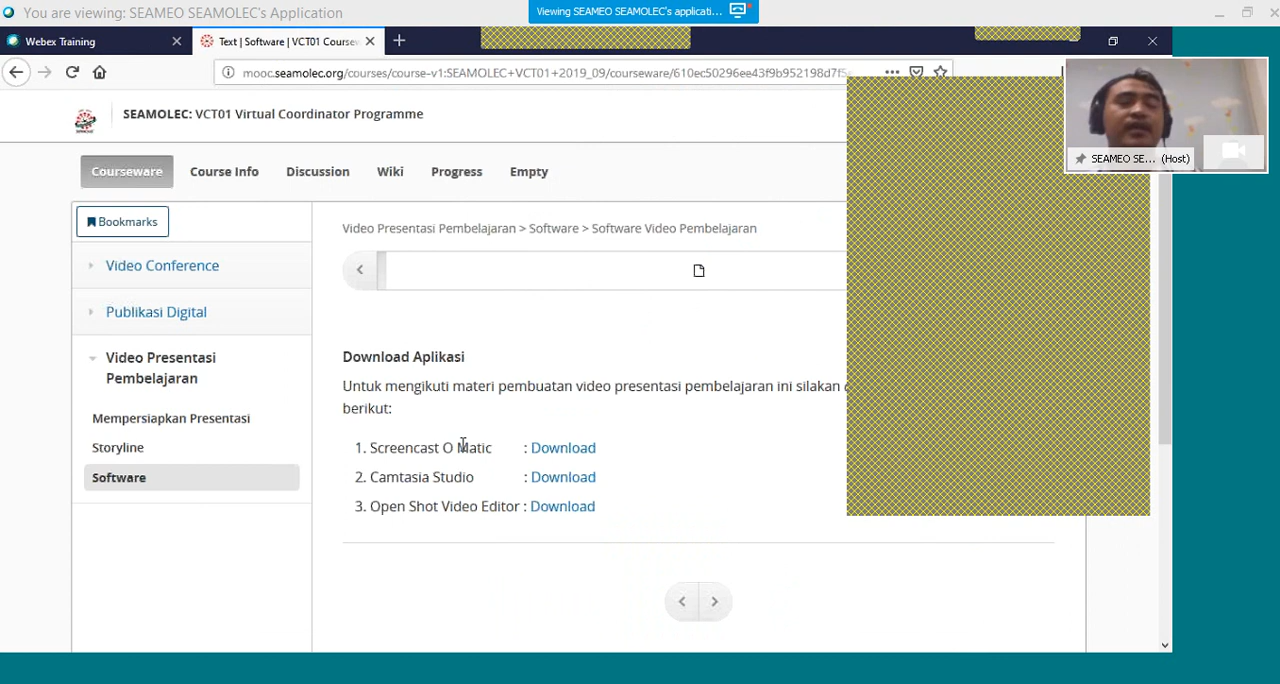 You are viewing: SEAMEO SEAMOLEC's Application
Viewing SEAMEO SEAMOLEC's applicati...
Webex Training
Text | Software | VCT01 Course
mooc.seamolec.org/courses/course-v1:SEAMOLEC+VCT01+2019_09/courseware/610ec50296ee43f9b952198d7f5
SEAMOLEC: VCT01 Virtual Coordinator Programme
SEAMEO SE... (Host)
Courseware
Course Info
Discussion
Wiki
Progress
Empty
Bookmarks
Video Conference
Publikasi Digital
Video Presentasi
Pembelajaran
Mempersiapkan Presentasi
Storyline
Software
Video Presentasi Pembelajaran > Software > Software Video Pembelajaran
Download Aplikasi
Untuk mengikuti materi pembuatan video presentasi pembelajaran ini silakan
berikut:
1. Screencast O Matic : Download
2. Camtasia Studio : Download
3. Open Shot Video Editor : Download